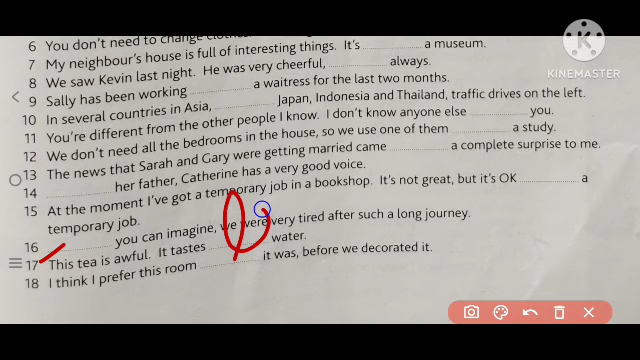 6 You don't need to change
7 My neighbour's house is full of interesting things. It's ............ a museum.
8 We saw Kevin last night. He was very cheerful, ............ always.
9 Sally has been working ............ a waitress for the last two months.
10 In several countries in Asia, ............ Japan, Indonesia and Thailand, traffic drives on the left.
11 You're different from the other people I know. I don't know anyone else ............ you.
12 We don't need all the bedrooms in the house, so we use one of them ............ a study.
13 The news that Sarah and Gary were getting married came ............ a complete surprise to me.
14 ............ her father, Catherine has a very good voice.
15 At the moment I've got a temporary job in a bookshop. It's not great, but it's OK ............ a
temporary job.
16 ............ you can imagine, we were very tired after such a long journey.
17 This tea is awful. It tastes ............ water.
18 I think I prefer this room ............ it was, before we decorated it.
KINEMASTER